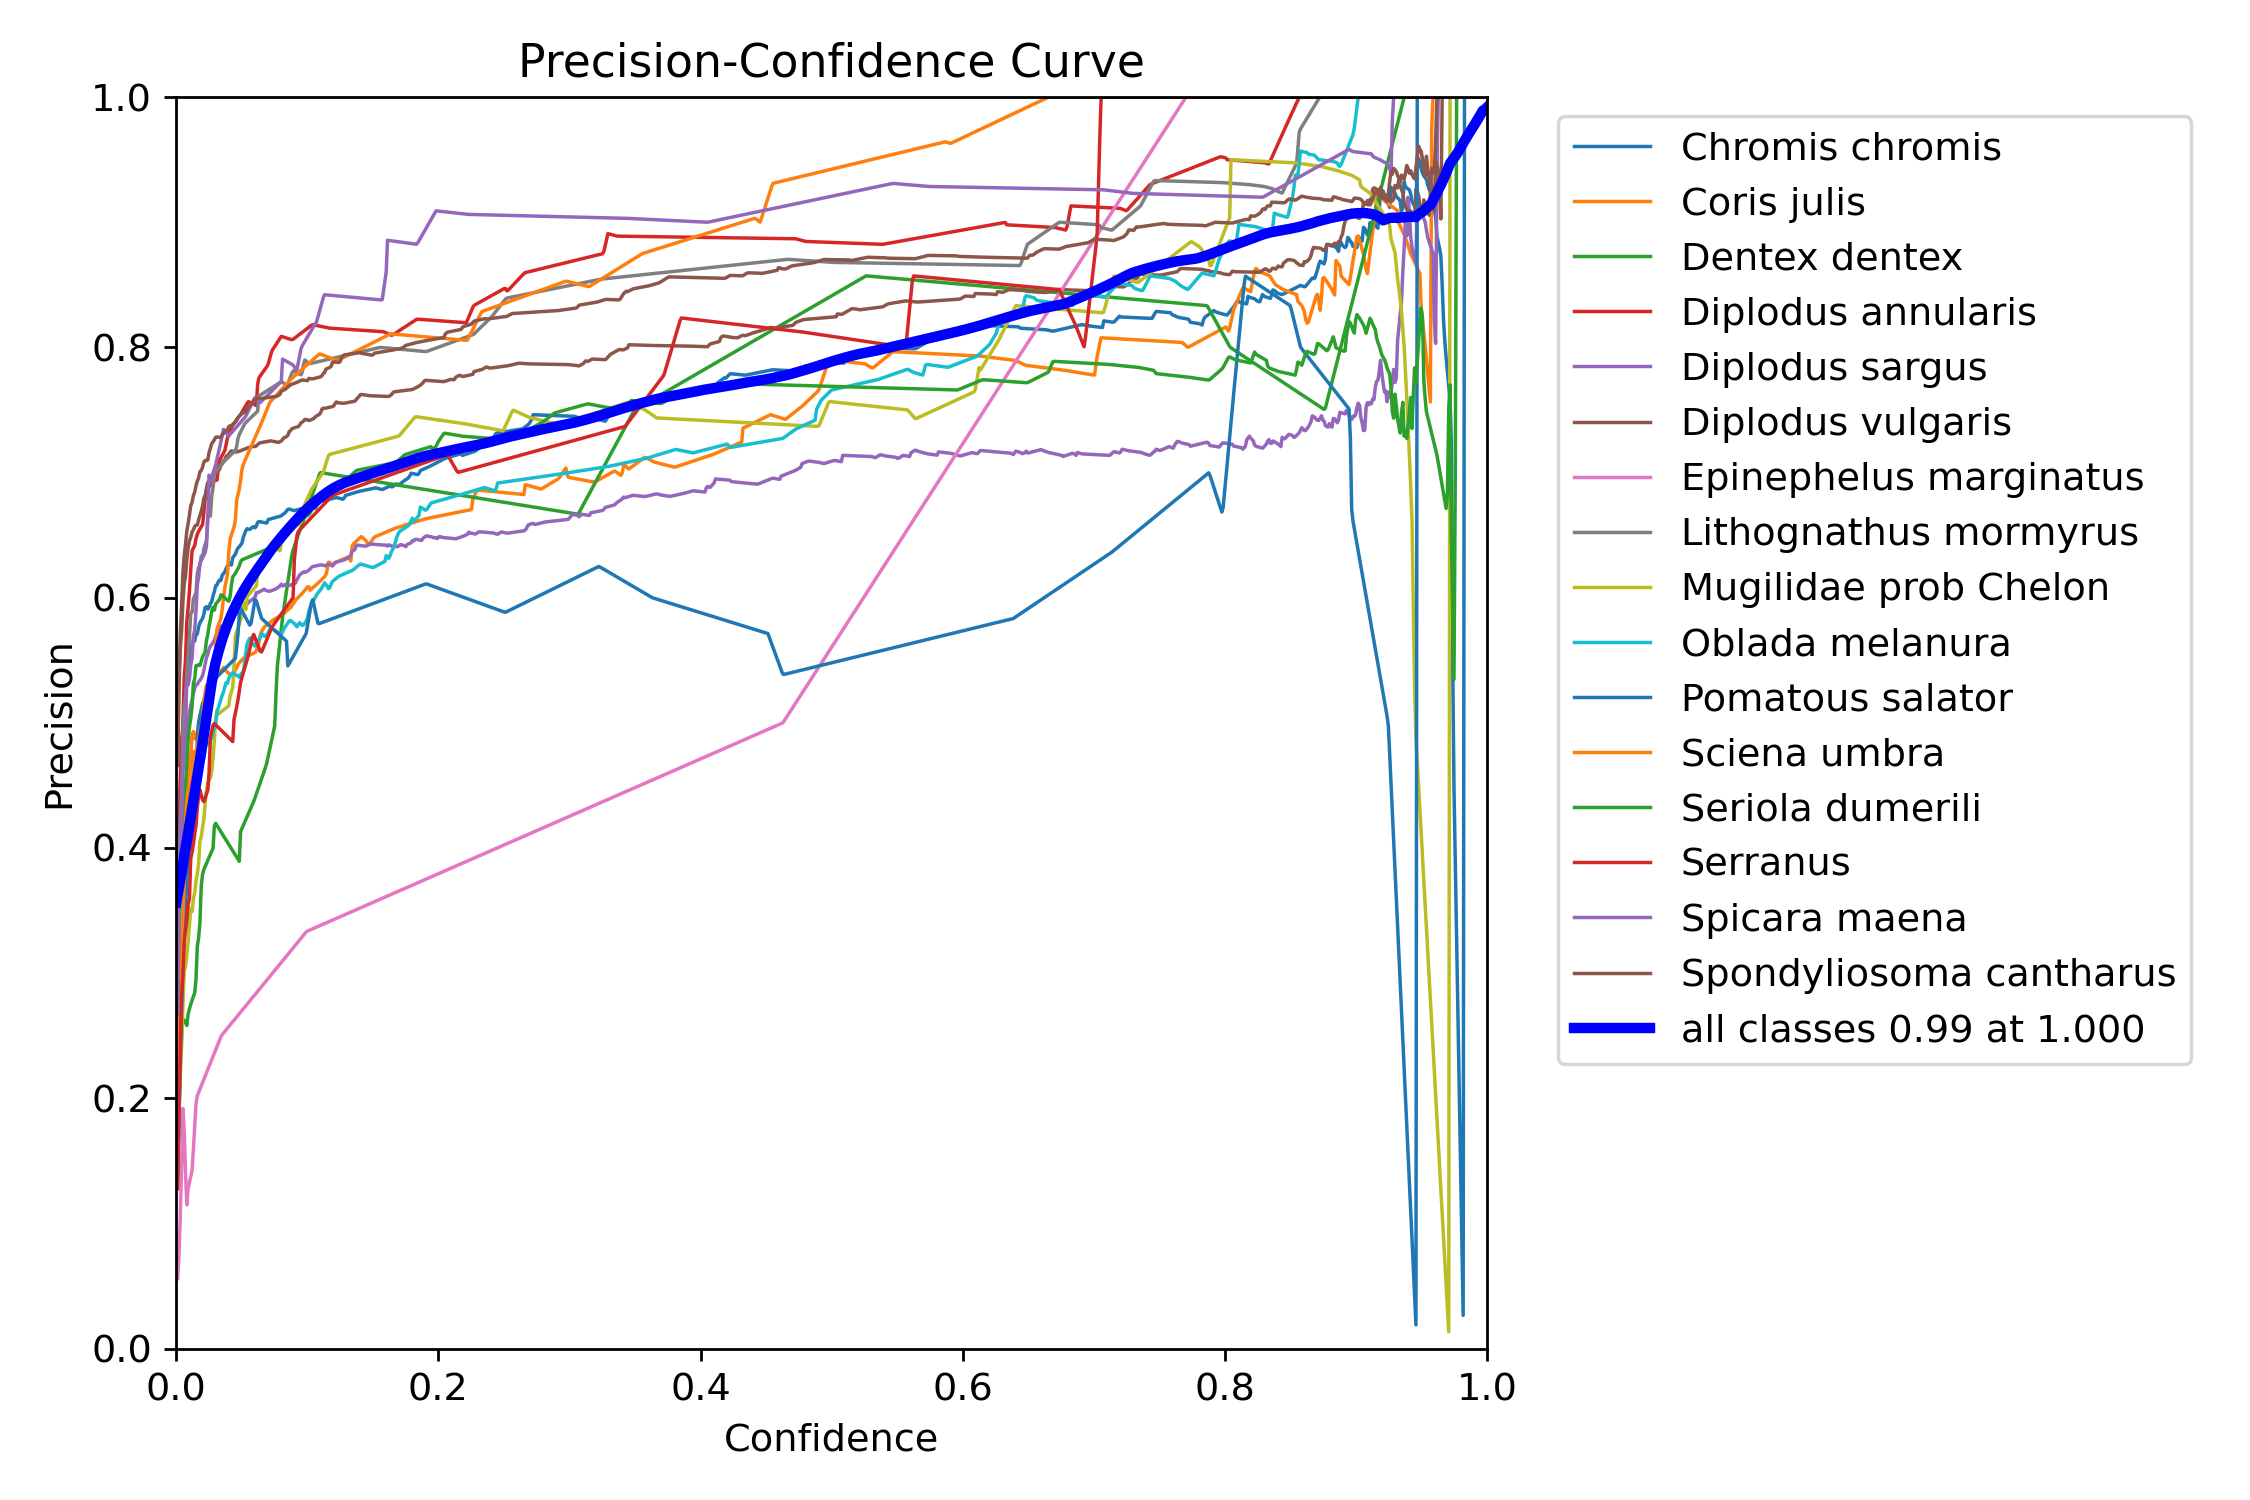 Precision-Confidence Curve
1.0
0.8
0.6
0.4
0.2
0.0
Precision
0.0 0.2 0.4 0.6 0.8 1.0
Confidence
Chromis chromis
Coris julis
Dentex dentex
Diplodus annularis
Diplodus sargus
Diplodus vulgaris
Epinephelus marginatus
Lithognathus mormyrus
Mugilidae prob Chelon
Oblada melanura
Pomatous salator
Sciena umbra
Seriola dumerili
Serranus
Spicara maena
Spondyliosoma cantharus
all classes 0.99 at 1.000